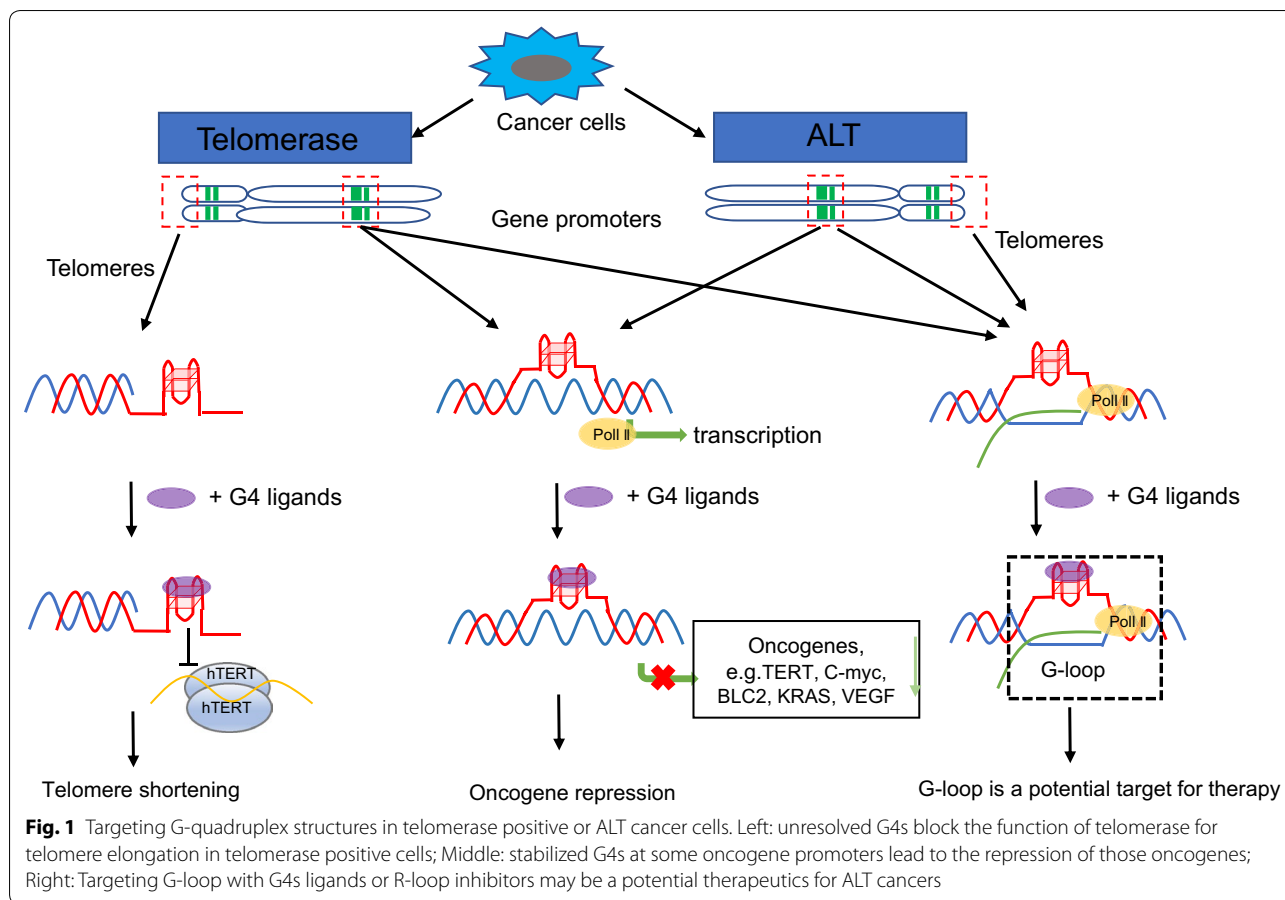 Cancer cells
Telomerase
ALT
Gene promoters
Telomeres
Telomeres
Poll II
transcription
Poll II
+ G4 ligands
+ G4 ligands
+ G4 ligands
hTERT
hTERT
Oncogenes,
e.g.TERT, C-myc,
BLC2, KRAS, VEGF
Poll II
G-loop
Telomere shortening
Oncogene repression
G-loop is a potential target for therapy
Fig. 1 Targeting G-quadruplex structures in telomerase positive or ALT cancer cells. Left: unresolved G4s block the function of telomerase for
telomere elongation in telomerase positive cells; Middle: stabilized G4s at some oncogene promoters lead to the repression of those oncogenes;
Right: Targeting G-loop with G4s ligands or R-loop inhibitors may be a potential therapeutics for ALT cancers